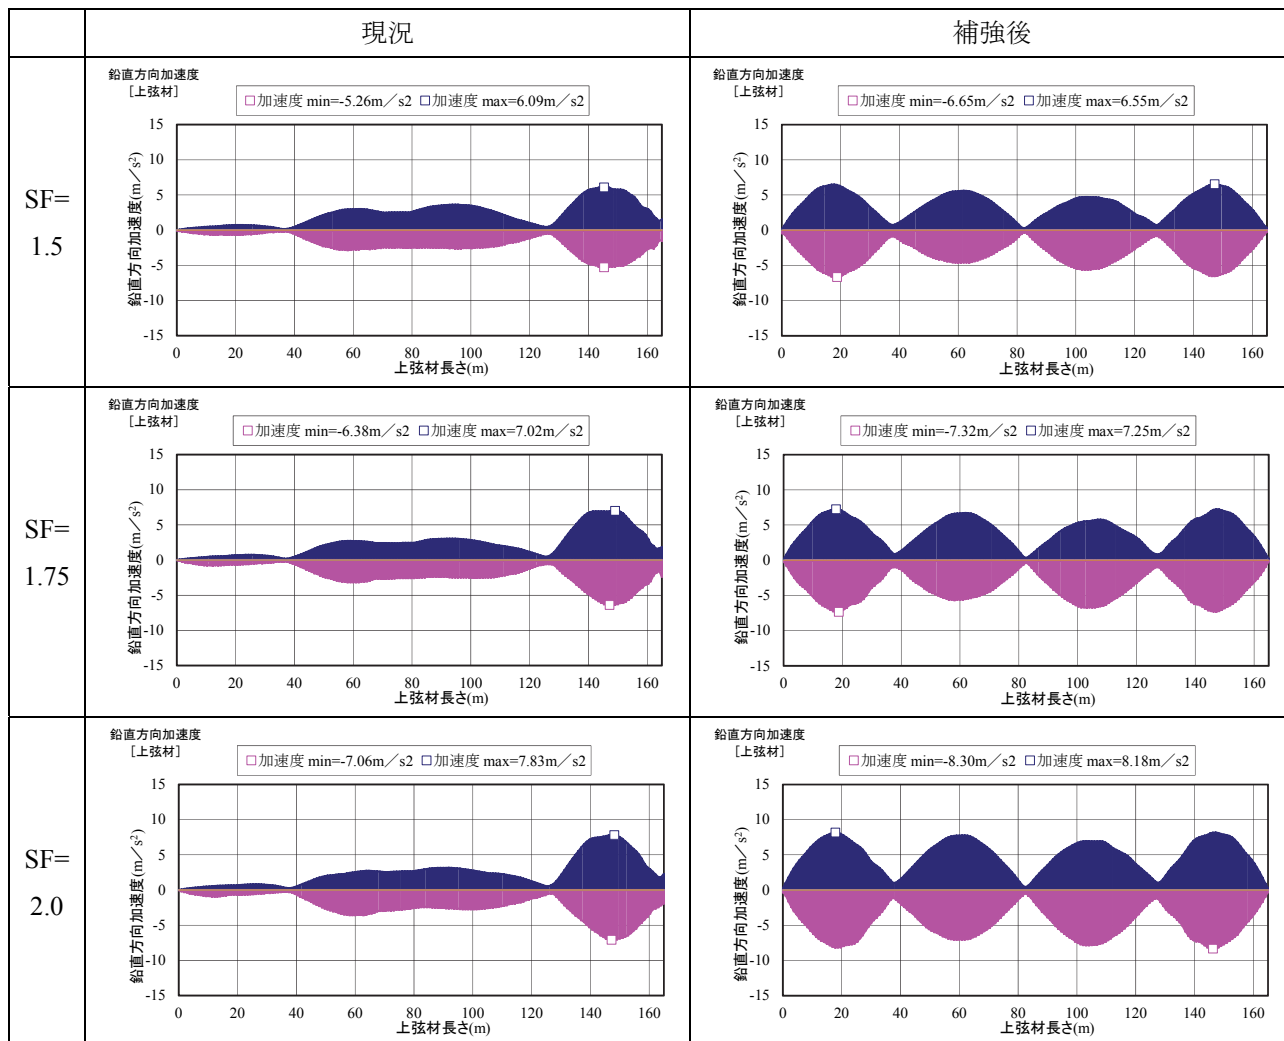 現況
補強後
SF=
1.5
鉛直方向加速度
[上弦材]
加速度 min=-5.26m／s2 加速度 max=6.09m／s2
鉛直方向加速度(m／s²)
15
10
5
0
-5
-10
-15
0 20 40 60 80 100 120 140 160
上弦材長さ(m)
鉛直方向加速度
[上弦材]
加速度 min=-6.65m／s2 加速度 max=6.55m／s2
鉛直方向加速度(m／s²)
15
10
5
0
-5
-10
-15
0 20 40 60 80 100 120 140 160
上弦材長さ(m)
SF=
1.75
鉛直方向加速度
[上弦材]
加速度 min=-6.38m／s2 加速度 max=7.02m／s2
鉛直方向加速度(m／s²)
15
10
5
0
-5
-10
-15
0 20 40 60 80 100 120 140 160
上弦材長さ(m)
鉛直方向加速度
[上弦材]
加速度 min=-7.32m／s2 加速度 max=7.25m／s2
鉛直方向加速度(m／s²)
15
10
5
0
-5
-10
-15
0 20 40 60 80 100 120 140 160
上弦材長さ(m)
SF=
2.0
鉛直方向加速度
[上弦材]
加速度 min=-7.06m／s2 加速度 max=7.83m／s2
鉛直方向加速度(m／s²)
15
10
5
0
-5
-10
-15
0 20 40 60 80 100 120 140 160
上弦材長さ(m)
鉛直方向加速度
[上弦材]
加速度 min=-8.30m／s2 加速度 max=8.18m／s2
鉛直方向加速度(m／s²)
15
10
5
0
-5
-10
-15
0 20 40 60 80 100 120 140 160
上弦材長さ(m)